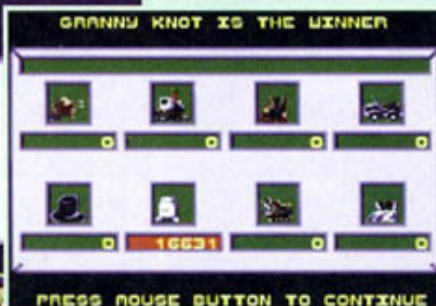 GRANNY KNOT IS THE WINNER
0 0 0 0
0 16631 0 0
PRESS MOUSE BUTTON TO CONTINUE